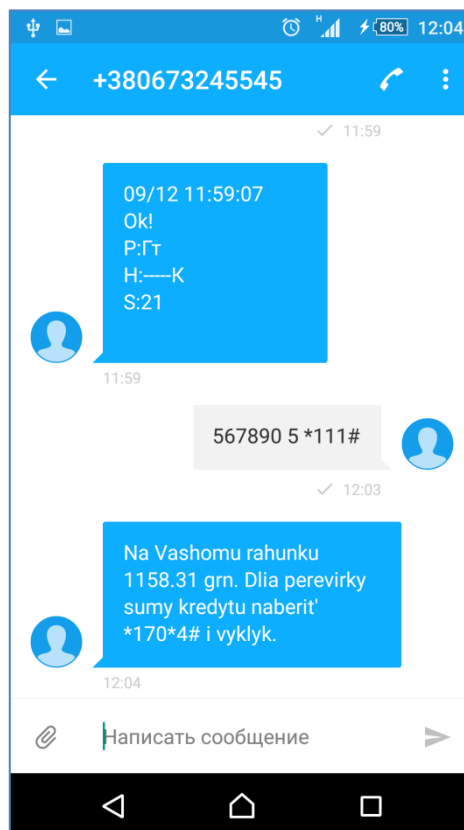 H
80% 12:04
+380673245545
11:59
09/12 11:59:07
Ok!
Р:Гт
Н:-----К
S:21
11:59
567890 5 *111#
12:03
Na Vashomu rahunku
1158.31 grn. Dlia perevirky
sumy kredytu naberit'
*170*4# i vyklyk.
12:04
Написать сообщение